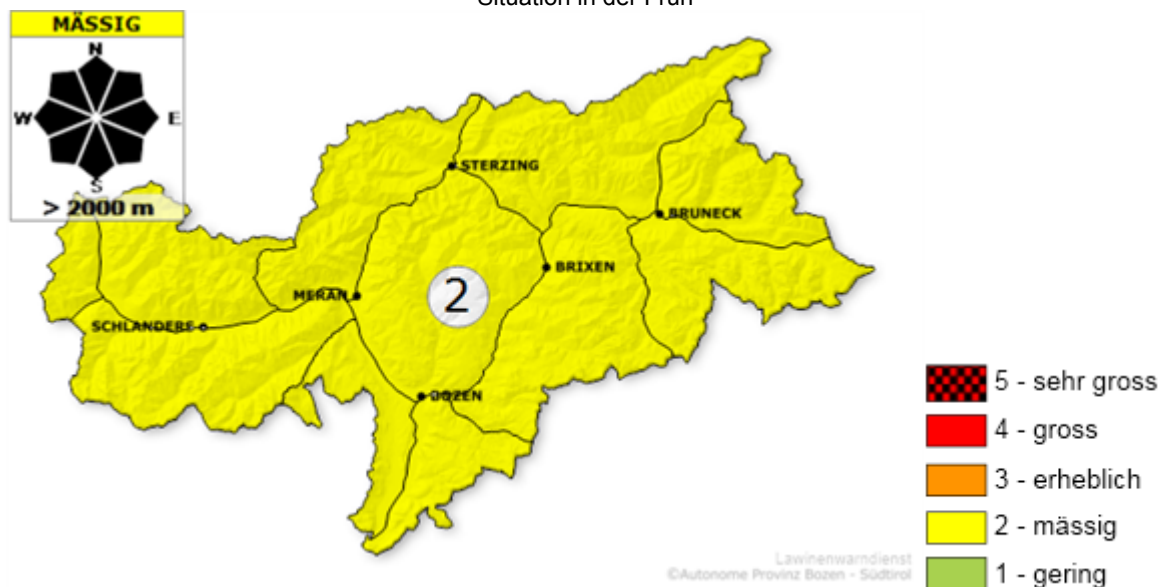 Situation in der Früh
MÄSSIG
N
W E
S
> 2000 m
STERZING
BRUNECK
BRIXEN
MERAN
2
SCHLANDERS
BOZEN
5 - sehr gross
4 - gross
3 - erheblich
2 - mässig
1 - gering
Lawinenwarndienst
©Autonome Provinz Bozen - Südtirol